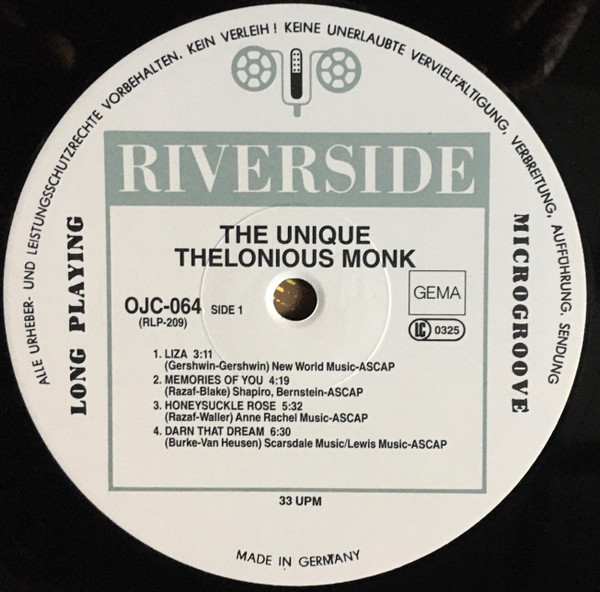 ALLE URHEBER- UND LEISTUNGSSCHUTZRECHTE VORBEHALTEN. KEIN VERLEIH! KEINE UNERLAUBTE VERVIELFÄLTIGUNG, VERBREITUNG, AUFFÜHRUNG, SENDUNG
RIVERSIDE
LONG PLAYING
MICROGROOVE
THE UNIQUE
THELONIOUS MONK
OJC-064 SIDE 1
(RLP-209)
GEMA
LC 0325
1. LIZA 3:11
(Gershwin-Gershwin) New World Music-ASCAP
2. MEMORIES OF YOU 4:19
(Razaf-Blake) Shapiro, Bernstein-ASCAP
3. HONEYSUCKLE ROSE 5:32
(Razaf-Waller) Anne Rachel Music-ASCAP
4. DARN THAT DREAM 6:30
(Burke-Van Heusen) Scarsdale Music/Lewis Music-ASCAP
33 UPM
MADE IN GERMANY